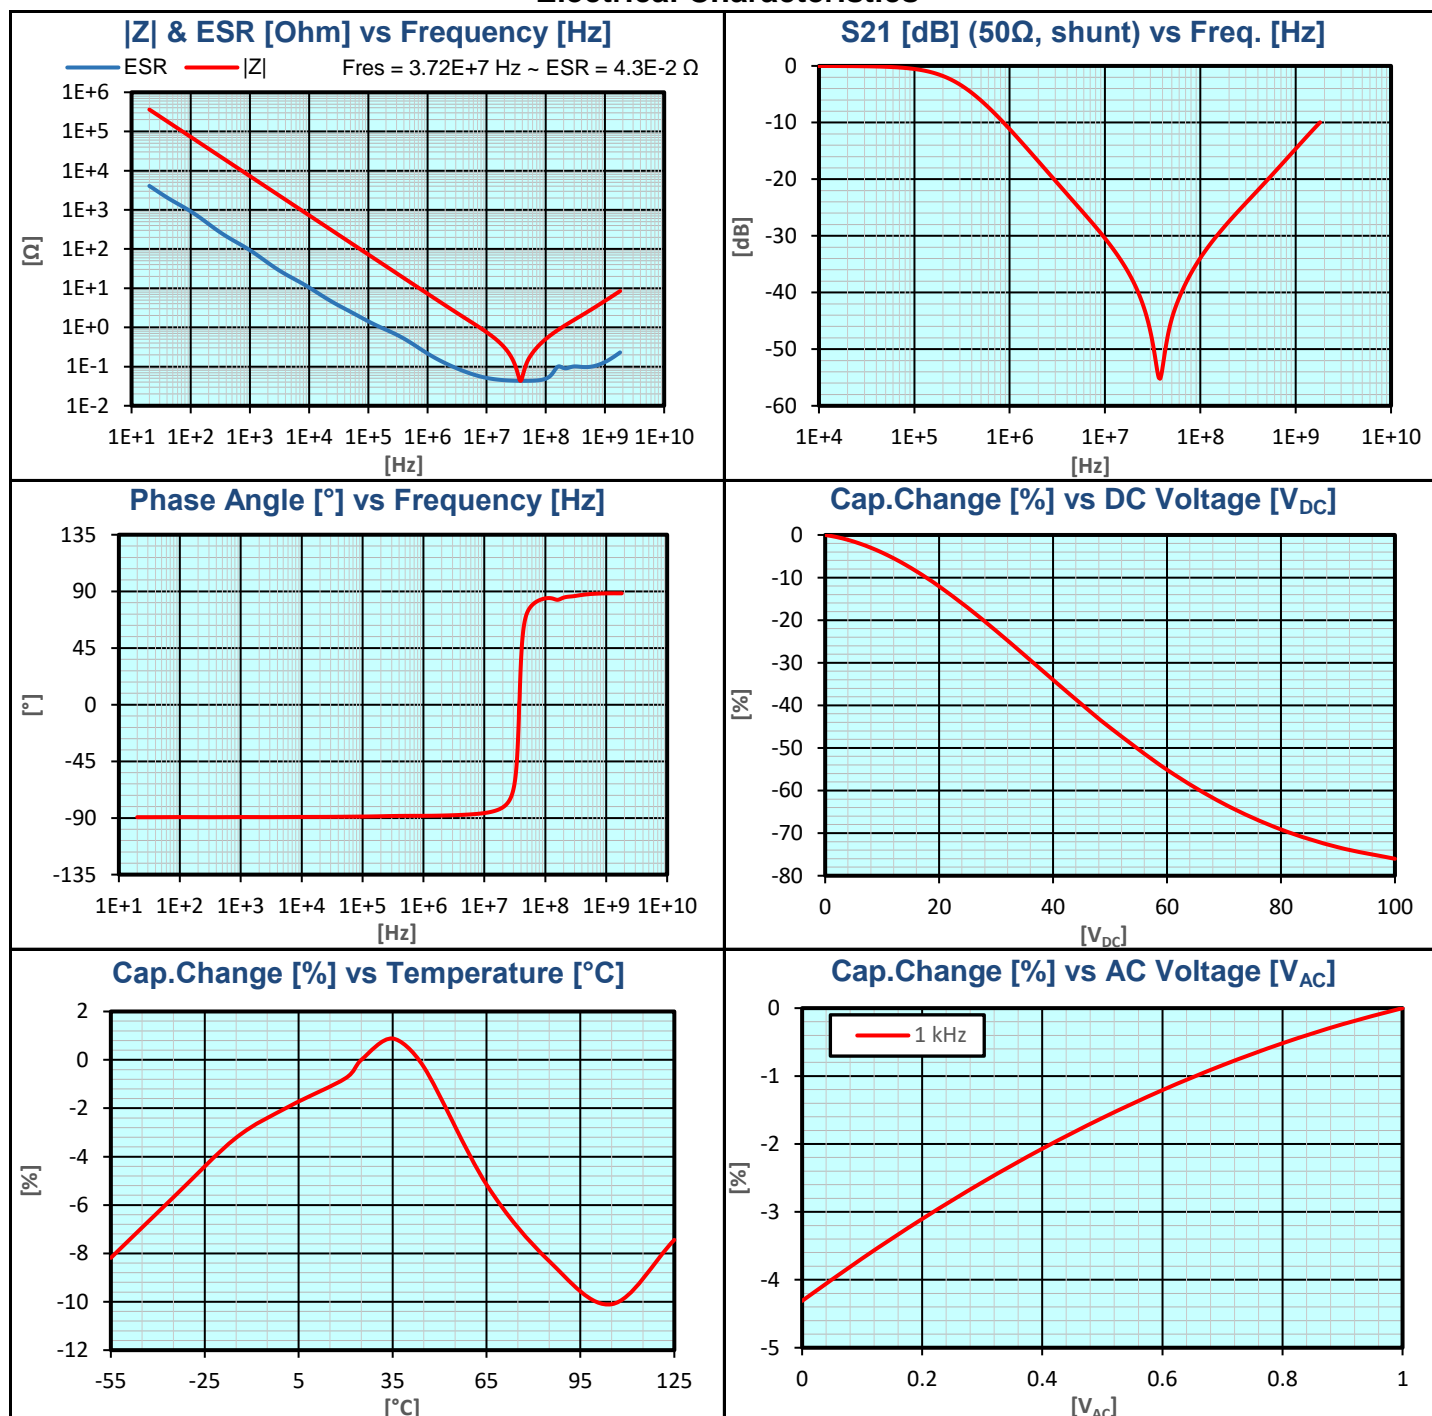 |Z| & ESR [Ohm] vs Frequency [Hz]
ESR |Z| Fres = 3.72E+7 Hz ~ ESR = 4.3E-2 Ω
1E+6
1E+5
1E+4
1E+3
1E+2
1E+1
1E+0
1E-1
1E-2
[Ω]
1E+1 1E+2 1E+3 1E+4 1E+5 1E+6 1E+7 1E+8 1E+9 1E+10
[Hz]
S21 [dB] (50Ω, shunt) vs Freq. [Hz]
0
-10
-20
-30
-40
-50
-60
[dB]
1E+4 1E+5 1E+6 1E+7 1E+8 1E+9 1E+10
[Hz]
Phase Angle [°] vs Frequency [Hz]
135
90
45
0
-45
-90
-135
[°]
1E+1 1E+2 1E+3 1E+4 1E+5 1E+6 1E+7 1E+8 1E+9 1E+10
[Hz]
Cap.Change [%] vs DC Voltage [VDC]
0
-10
-20
-30
-40
-50
-60
-70
-80
[%]
0 20 40 60 80 100
[VDC]
Cap.Change [%] vs Temperature [°C]
2
0
-2
-4
-6
-8
-10
-12
[%]
-55 -25 5 35 65 95 125
[°C]
Cap.Change [%] vs AC Voltage [VAC]
1 kHz
0
-1
-2
-3
-4
-5
[%]
0 0.2 0.4 0.6 0.8 1
[VAC]